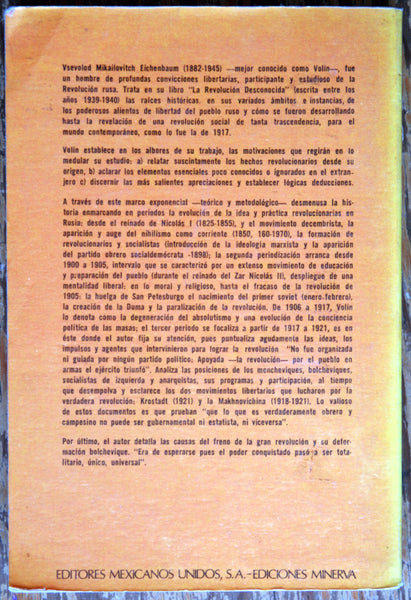 Vsevolod Mikailovitch Eichenbaum (1882-1945) —mejor conocido como Volin—, fue
un hombre de profundas convicciones libertarias, participante y estudioso de la
Revolución rusa. Trata en su libro "La Revolución Desconocida" (escrita entre los
años 1939-1940) las raíces históricas, en sus variados ámbitos e instancias, de
los poderosos alientos de libertad del pueblo ruso y cómo se fueron desarrollando
hasta la revelación de una revolución social de tanta trascendencia, para el
mundo contemporáneo, como lo fue la de 1917.
Volin establece en los albores de su trabajo, las motivaciones que regirán en lo
medular su estudio: a) relatar suscintamente los hechos revolucionarios desde su
origen, b) aclarar los elementos esenciales poco conocidos o ignorados en el extran-
jero c) discernir las más salientes apreciaciones y establecer lógicas deducciones.
A través de este marco exponencial —teórico y metodológico— desmenusa la his-
toria enmarcando en períodos la evolución de la idea y práctica revolucionarias en
Rusia: desde el reinado de Nicolás I (1825-1855), y el movimiento decembrista, la
aparición y auge del nihilismo como corriente (1850, 160-1970), la formación de
revolucionarios y socialistas (introducción de la ideología marxista y la aparición
del partido obrero socialdemócrata -1898); la segunda periodización arranca desde
1900 a 1905, intervalo que se caracterizó por un extenso movimiento de educación
y preparación del pueblo (durante el reinado del Zar Nicolás II), despliegue de una
mentalidad liberal: en lo moral y religioso, hasta el fracaso de la revolución de
1905: la huelga de San Petesburgo el nacimiento del primer soviet (enero-febrero),
la creación de la Duma y la paralización de la revolución. De 1906 a 1917, Volin
lo denota como la degeneración del absolutismo y una evolución de la conciencia
política de las masas; el tercer período se focaliza a partir de 1917 a 1921, es en
éste donde el autor fija su atención, pues puntualiza agudamente las ideas, los
impulsos y agentes que intervinieron para lograr la revolución "No fue organizada
ni guiada por ningún partido político; Apoyada —la revolución— por el pueblo en
armas el ejército triunfó". Analiza las posiciones de los mencheviques, bolcheviques,
socialistas de izquierda y anarquistas, sus programas y participación, al tiempo
que desempolva y esclarece los dos movimientos libertarios que lucharon por la
verdadera revolución; Krostadt (1921) y la Makhnovichina (1918-1921). Lo valioso
de estos documentos es que prueban "que lo que es verdaderamente obrero y
campesino no puede ser gubernamental ni estatista, ni viceversa".
Por último, el autor detalla las causas del freno de la gran revolución y su defor-
mación bolchevique. "Era de esperarse pues el poder conquistado pasó a ser tota-
litario, único, universal".
EDITORES MEXICANOS UNIDOS, S.A.-EDICIONES MINERVA